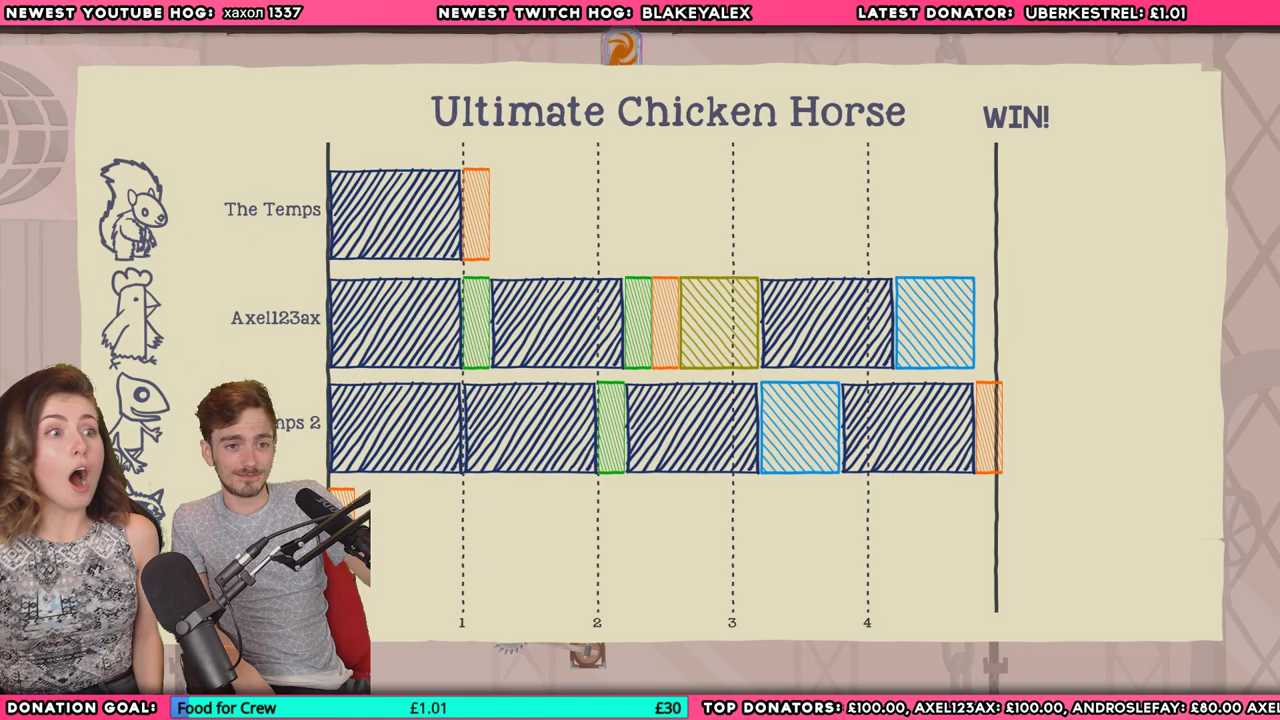 NEWEST YOUTUBE HOG: хахол 1337
NEWEST TWITCH HOG: BLAKEYALEX
LATEST DONATOR: UBERKESTREL: £1.01
Ultimate Chicken Horse
WIN!
The Temps
Axel123ax
mps 2
1 2 3 4
DONATION GOAL: Food for Crew £1.01 £30
TOP DONATORS: £100.00, AXEL123AX: £100.00, ANDROSLEFAY: £80.00 AXEL